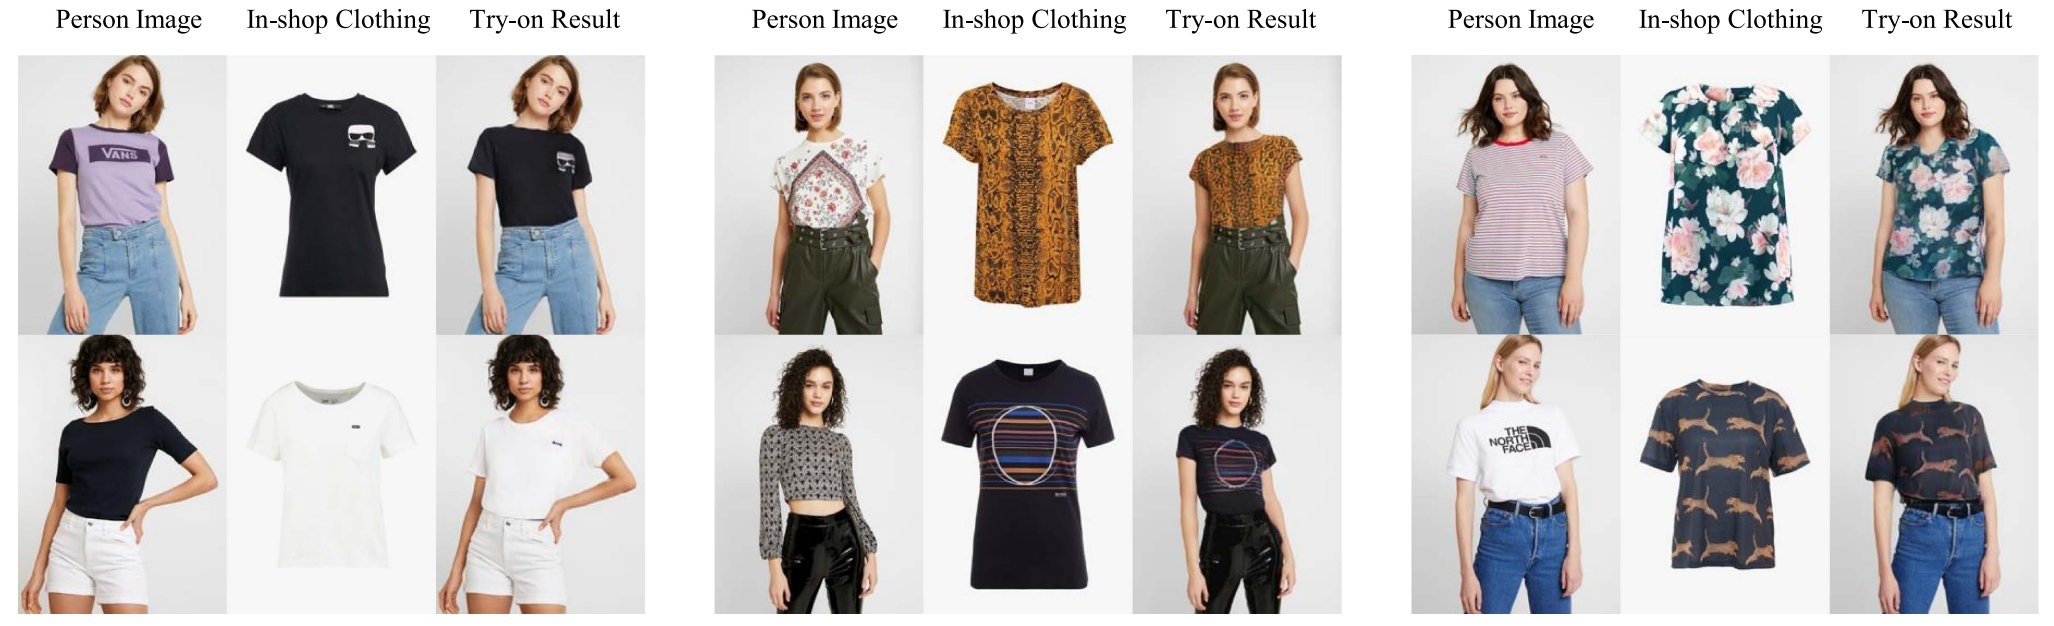 Person Image In-shop Clothing Try-on Result Person Image In-shop Clothing Try-on Result Person Image In-shop Clothing Try-on Result
VANS
THE
NORTH
FACE